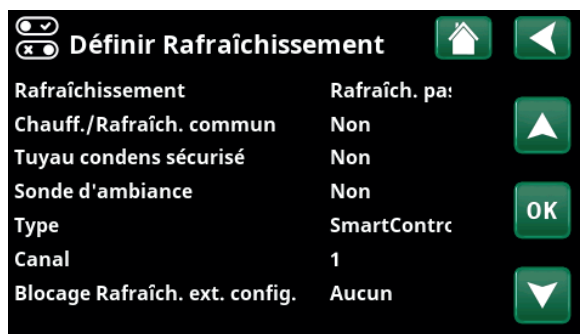 Définir Rafraîchissement
Rafraîchissement Rafraîch. pas
Chauff./Rafraîch. commun Non
Tuyau condens sécurisé Non
Sonde d'ambiance Non
Type SmartContro
Canal 1
Blocage Rafraîch. ext. config. Aucun
OK